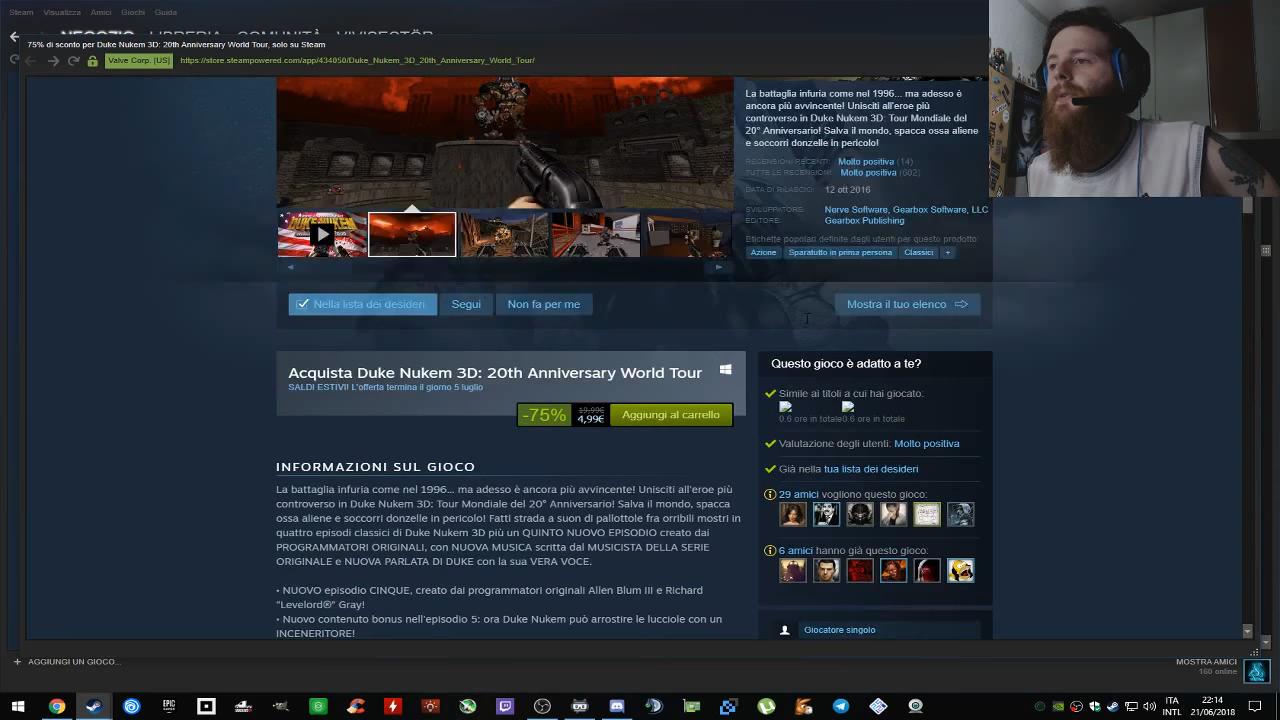 Steam Visualizza Amici Giochi Guida
NEGOZIO LIBRERIA COMUNITÀ VIVISECTÖR
75% di sconto per Duke Nukem 3D: 20th Anniversary World Tour, solo su Steam
Valve Corp. [US] https://store.steampowered.com/app/434050/Duke_Nukem_3D_20th_Anniversary_World_Tour/
La battaglia infuria come nel 1996... ma adesso è
ancora più avvincente! Unisciti all'eroe più
controverso in Duke Nukem 3D: Tour Mondiale del
20° Anniversario! Salva il mondo, spacca ossa aliene
e soccorri donzelle in pericolo!
RECENSIONI RECENTI: Molto positiva (14)
TUTTE LE RECENSIONI: Molto positiva (602)
DATA DI RILASCIO: 12 ott 2016
SVILUPPATORE: Nerve Software, Gearbox Software, LLC
EDITORE: Gearbox Publishing
Etichette popolari definite dagli utenti per questo prodotto:
Azione Sparatutto in prima persona Classici +
Nella lista dei desideri Segui Non fa per me Mostra il tuo elenco
Acquista Duke Nukem 3D: 20th Anniversary World Tour
SALDI ESTIVI! L'offerta termina il giorno 5 luglio
-75% 19,99€ 4,99€ Aggiungi al carrello
Questo gioco è adatto a te?
Simile ai titoli a cui hai giocato:
0.6 ore in totale 0.6 ore in totale
Valutazione degli utenti: Molto positiva
Già nella tua lista dei desideri
29 amici vogliono questo gioco:
6 amici hanno già questo gioco:
Giocatore singolo
INFORMAZIONI SUL GIOCO
La battaglia infuria come nel 1996... ma adesso è ancora più avvincente! Unisciti all'eroe più
controverso in Duke Nukem 3D: Tour Mondiale del 20° Anniversario! Salva il mondo, spacca
ossa aliene e soccorri donzelle in pericolo! Fatti strada a suon di pallottole fra orribili mostri in
quattro episodi classici di Duke Nukem 3D più un QUINTO NUOVO EPISODIO creato dai
PROGRAMMATORI ORIGINALI, con NUOVA MUSICA scritta dal MUSICISTA DELLA SERIE
ORIGINALE e NUOVA PARLATA DI DUKE con la sua VERA VOCE.
• NUOVO episodio CINQUE, creato dai programmatori originali Allen Blum III e Richard
“Levelord®” Gray!
• Nuovo contenuto bonus nell'episodio 5: ora Duke Nukem può arrostire le lucciole con un
INCENERITORE!
+ AGGIUNGI UN GIOCO...
MOSTRA AMICI
160 online
ITA
INTL
22:14
21/06/2018